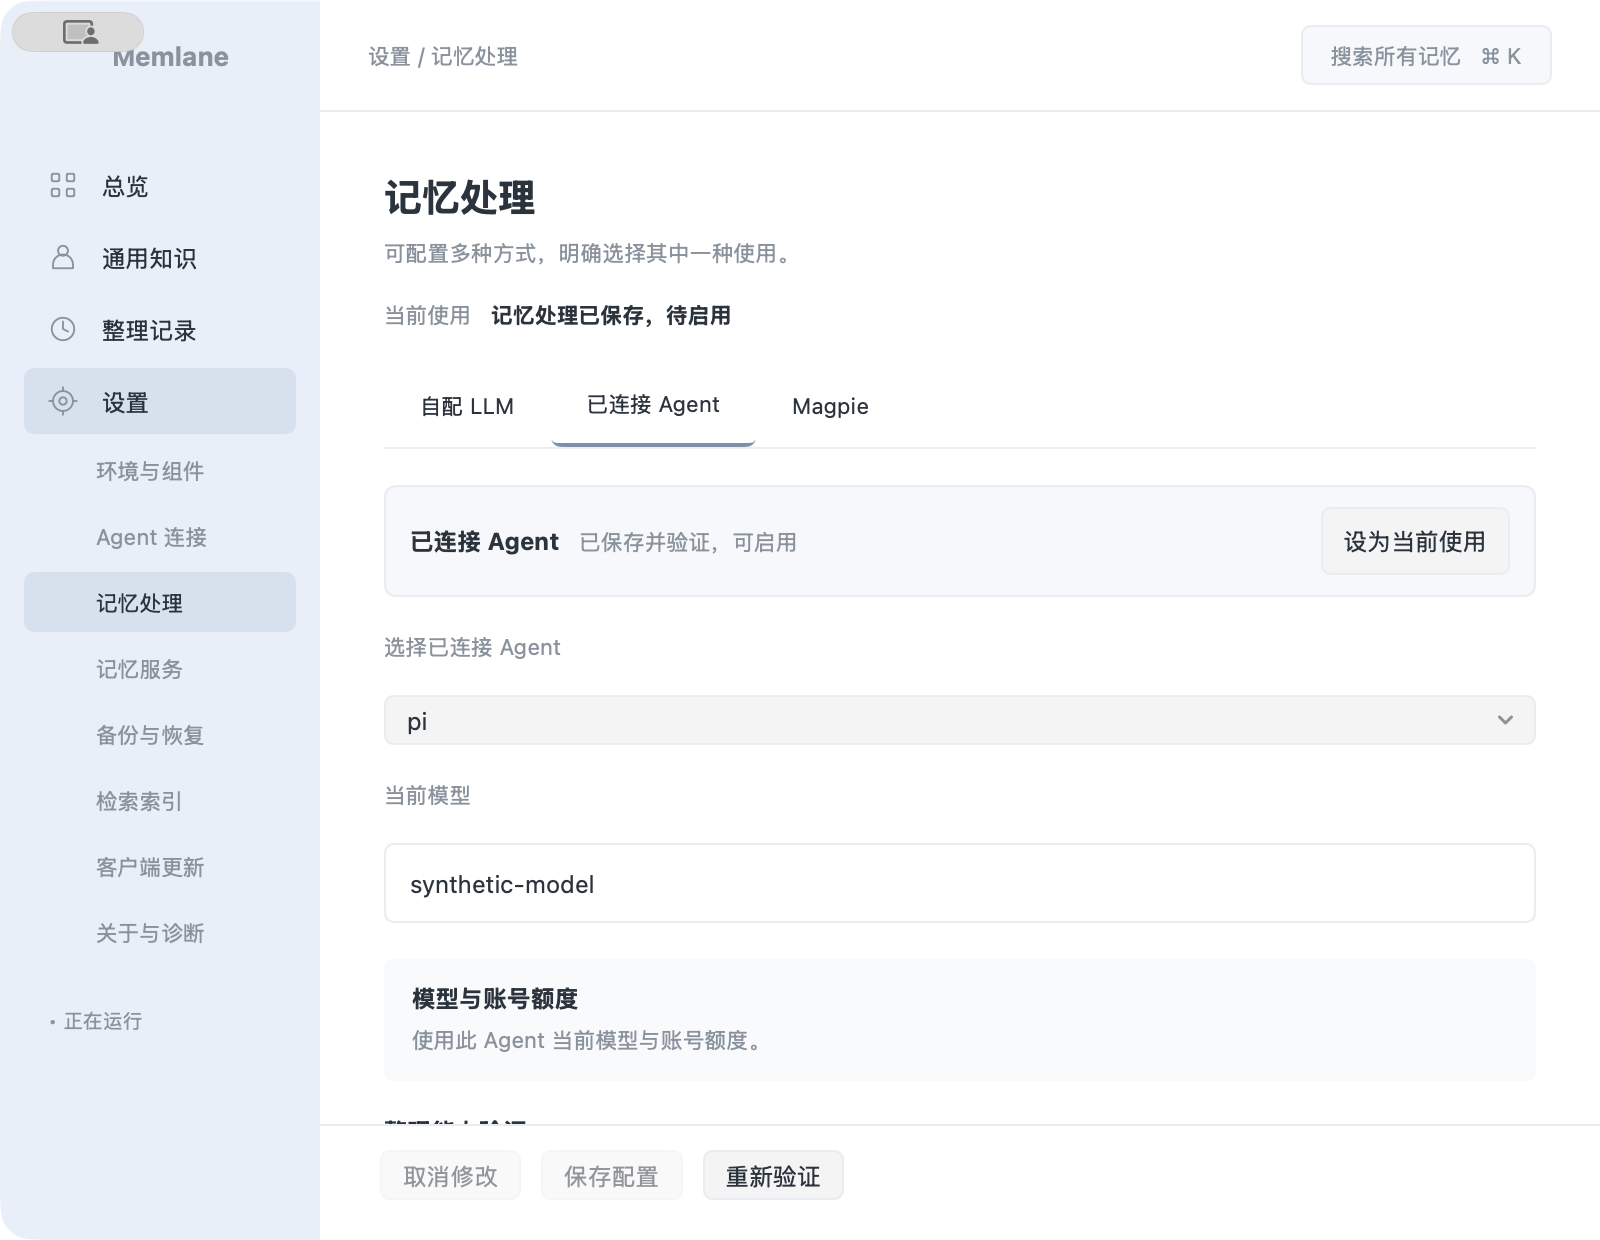 Memlane
设置 / 记忆处理
搜索所有记忆 ⌘ K
总览
通用知识
整理记录
设置
环境与组件
Agent 连接
记忆处理
记忆服务
备份与恢复
检索索引
客户端更新
关于与诊断
• 正在运行
记忆处理
可配置多种方式，明确选择其中一种使用。
当前使用 记忆处理已保存，待启用
自配 LLM 已连接 Agent Magpie
已连接 Agent 已保存并验证，可启用 设为当前使用
选择已连接 Agent
pi
当前模型
synthetic-model
模型与账号额度
使用此 Agent 当前模型与账号额度。
取消修改 保存配置 重新验证